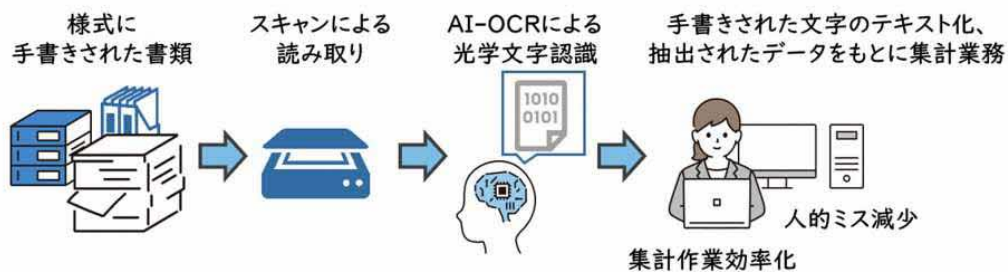 様式に
手書きされた書類
スキャンによる
読み取り
AI-OCRによる
光学文字認識
手書きされた文字のテキスト化、
抽出されたデータをもとに集計業務
1010
0101
人的ミス減少
集計作業効率化